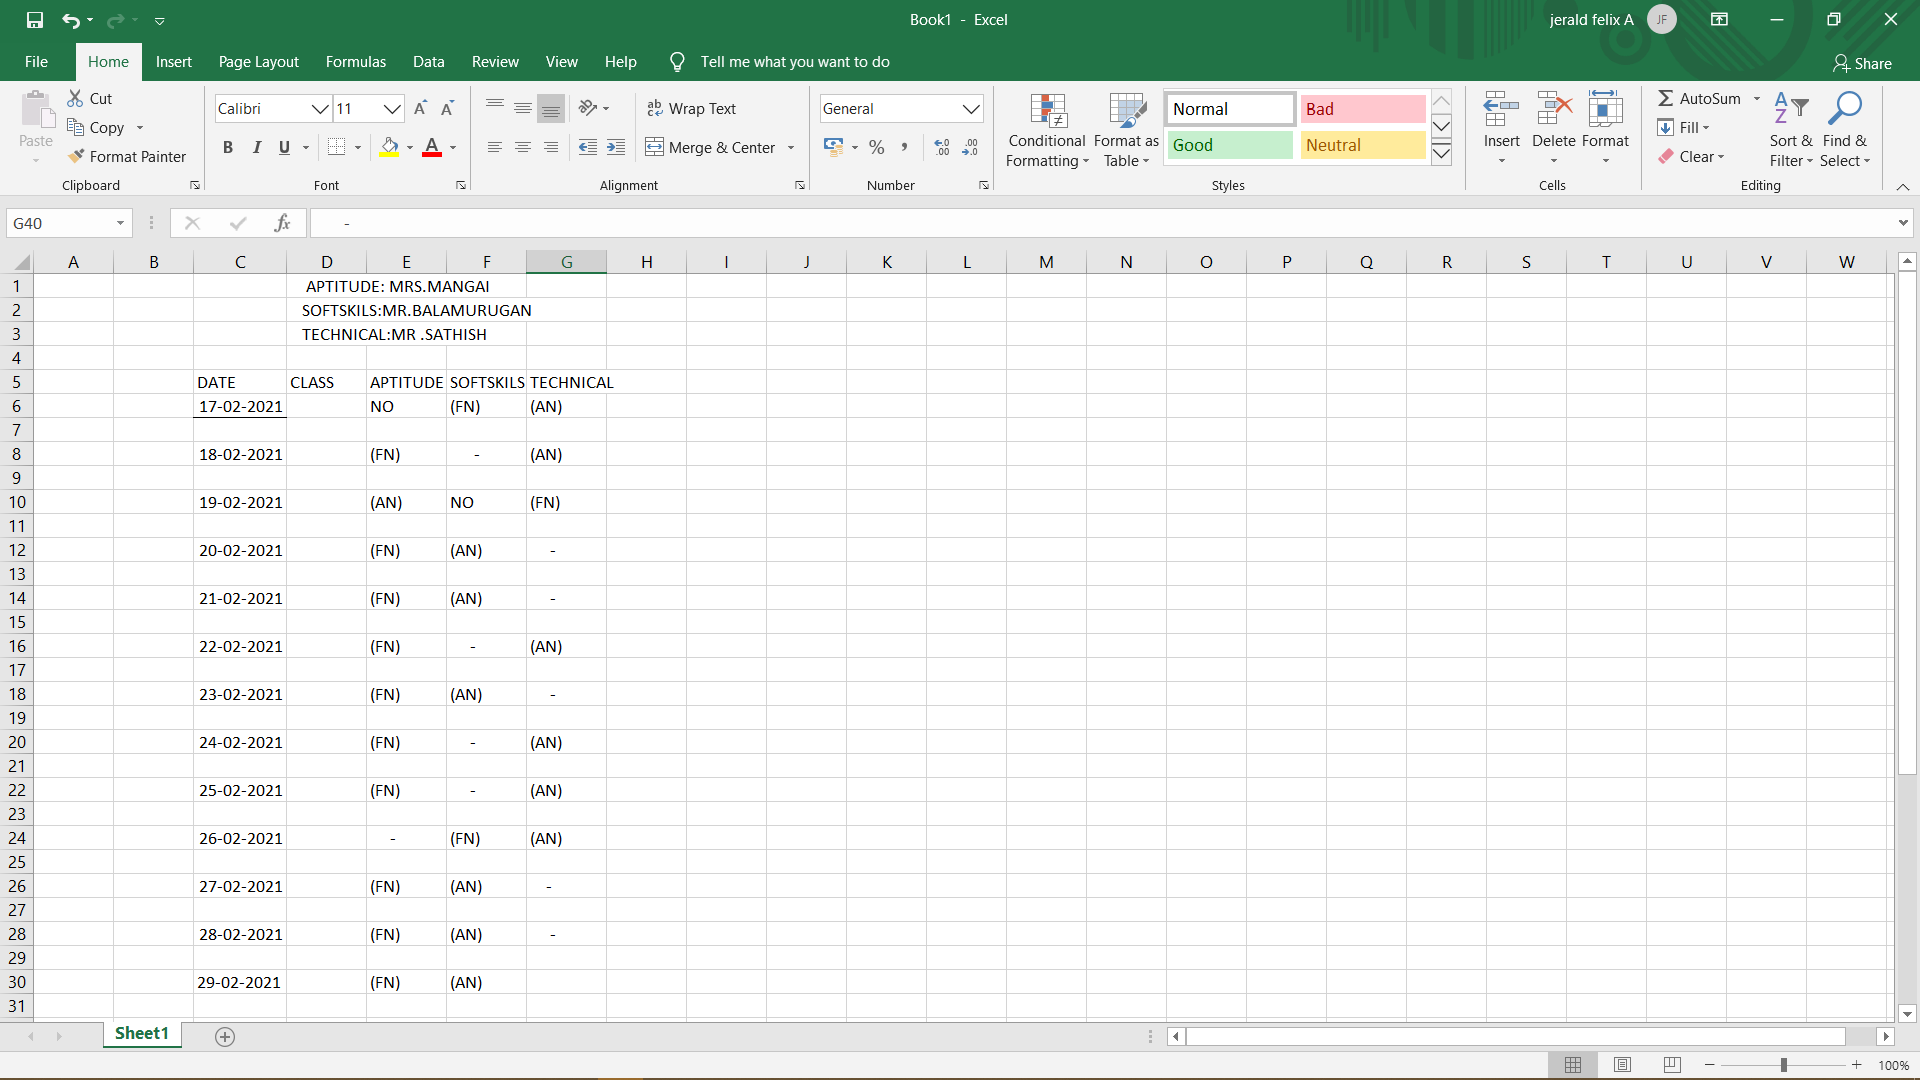 Book1 - Excel
jerald felix A JF
File Home Insert Page Layout Formulas Data Review View Help Tell me what you want to do Share
Paste Cut Copy Format Painter Clipboard
Calibri 11 A A B I U A Font
ab Wrap Text Merge & Center Alignment
General % , Number
Conditional Formatting Format as Table Normal Bad Good Neutral Styles
Insert Delete Format Cells
AutoSum Fill Clear Sort & Filter Find & Select Editing
G40 fx -
A B C D E F G H I J K L M N O P Q R S T U V W
1 APTITUDE: MRS.MANGAI
2 SOFTSKILS:MR.BALAMURUGAN
3 TECHNICAL:MR .SATHISH
4
5 DATE CLASS APTITUDE SOFTSKILS TECHNICAL
6 17-02-2021 NO (FN) (AN)
7
8 18-02-2021 (FN) - (AN)
9
10 19-02-2021 (AN) NO (FN)
11
12 20-02-2021 (FN) (AN) -
13
14 21-02-2021 (FN) (AN) -
15
16 22-02-2021 (FN) - (AN)
17
18 23-02-2021 (FN) (AN) -
19
20 24-02-2021 (FN) - (AN)
21
22 25-02-2021 (FN) - (AN)
23
24 26-02-2021 - (FN) (AN)
25
26 27-02-2021 (FN) (AN) -
27
28 28-02-2021 (FN) (AN) -
29
30 29-02-2021 (FN) (AN)
31
Sheet1
100%